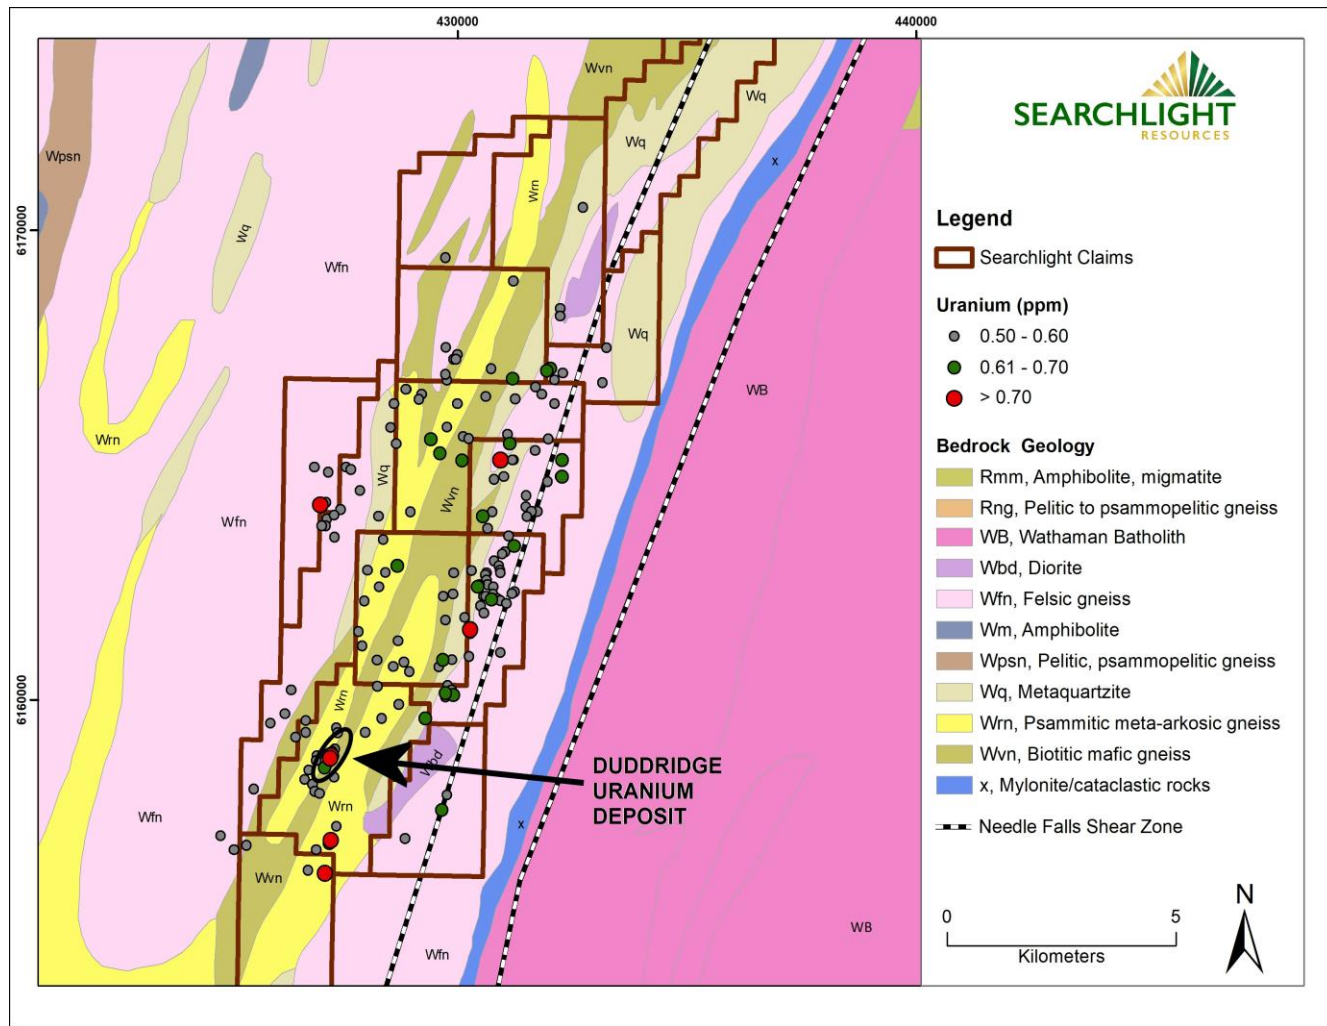 430000
440000
6170000
6160000
Wvn
Wq
Wq
x
Wpsn
Wrn
Wq
Wfn
Wq
WB
Wrn
Wq
Wvn
Wfn
Wrn
Wbd
Wrn
Wfn
x
Wvn
WB
Wfn
DUDDRIDGE
URANIUM
DEPOSIT
SEARCHLIGHT
RESOURCES
Legend
Searchlight Claims
Uranium (ppm)
0.50 - 0.60
0.61 - 0.70
> 0.70
Bedrock Geology
Rmm, Amphibolite, migmatite
Rng, Pelitic to psammopelitic gneiss
WB, Wathaman Batholith
Wbd, Diorite
Wfn, Felsic gneiss
Wm, Amphibolite
Wpsn, Pelitic, psammopelitic gneiss
Wq, Metaquartzite
Wrn, Psammitic meta-arkosic gneiss
Wvn, Biotitic mafic gneiss
x, Mylonite/cataclastic rocks
Needle Falls Shear Zone
0 5
Kilometers
N